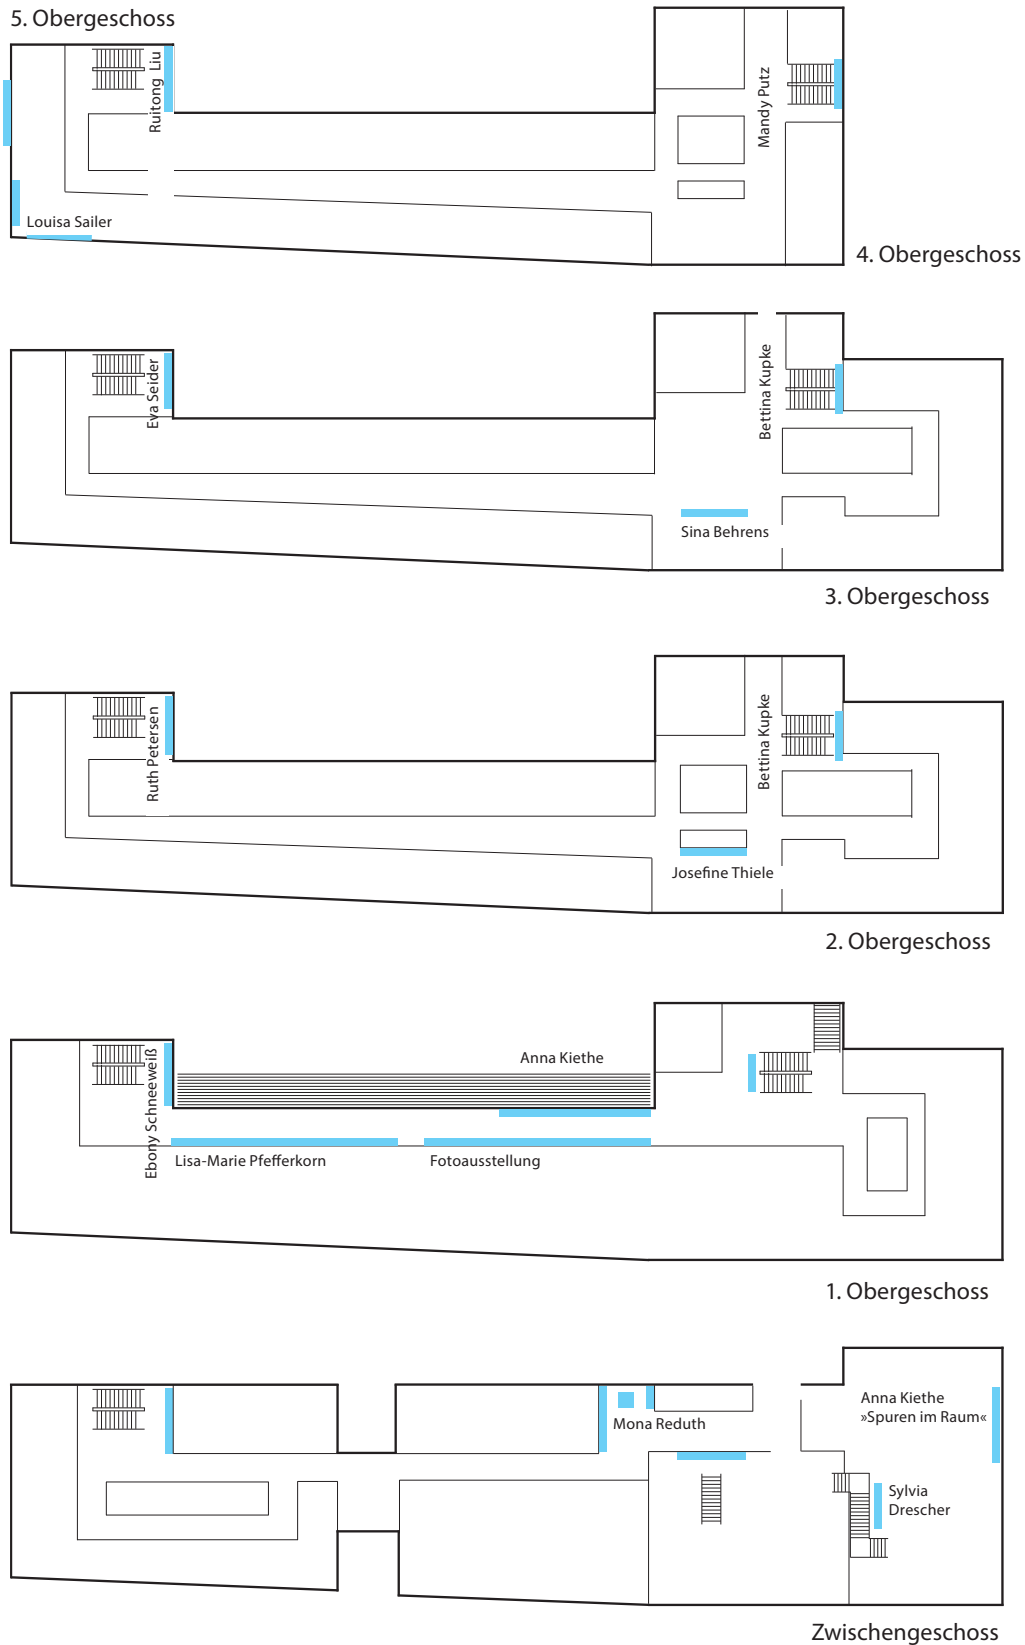 5. Obergeschoss
Ruitong Liu
Mandy Putz
Louisa Sailer
4. Obergeschoss
Eva Seider
Bettina Kupke
Sina Behrens
3. Obergeschoss
Ruth Petersen
Bettina Kupke
Josefine Thiele
2. Obergeschoss
Ebony Schneeweiß
Anna Kiethe
Lisa-Marie Pfefferkorn
Fotoausstellung
1. Obergeschoss
Mona Reduth
Anna Kiethe
»Spuren im Raum«
Sylvia
Drescher
Zwischengeschoss